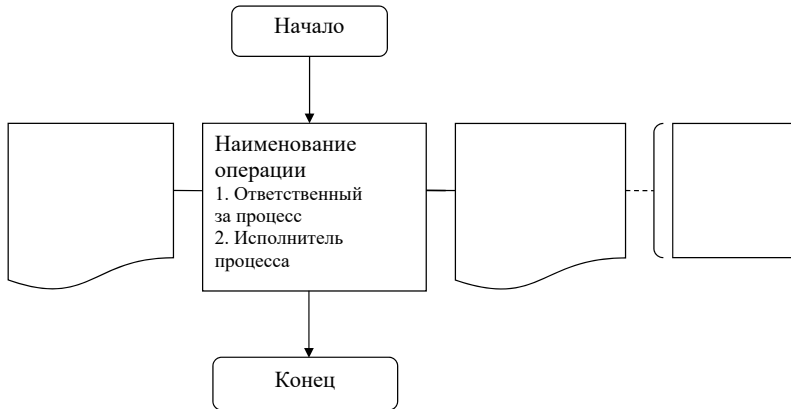 Начало
Наименование
операции
1. Ответственный
за процесс
2. Исполнитель
процесса
Конец